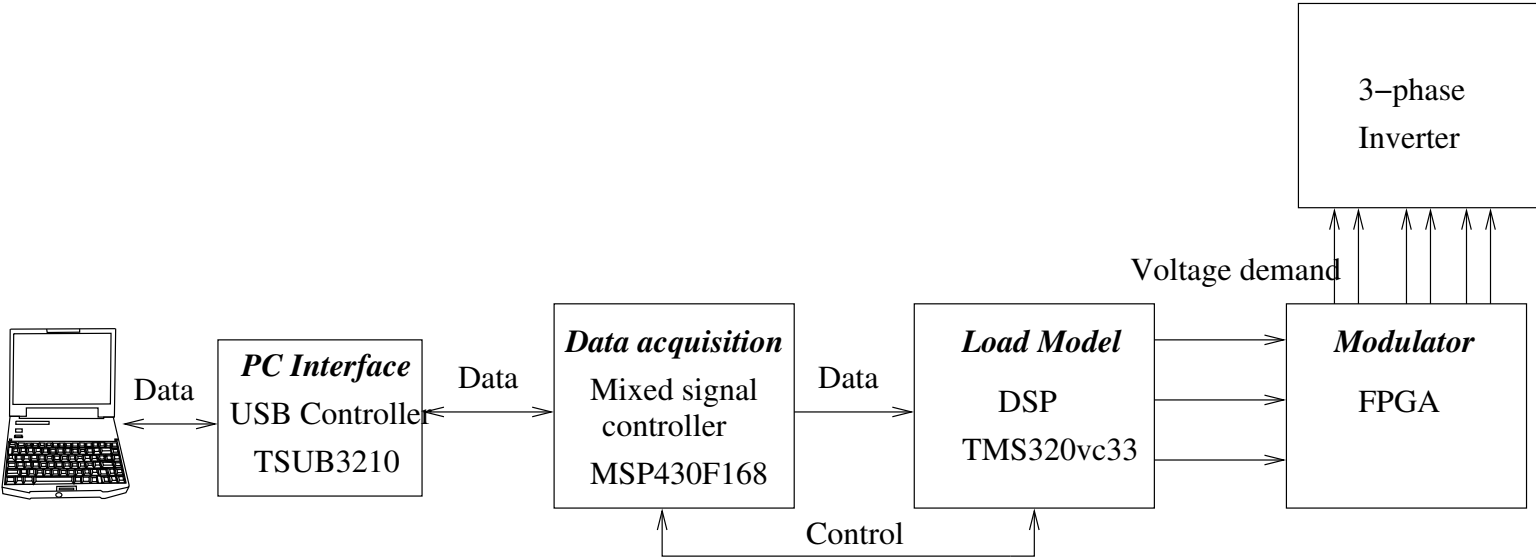 3−phase
Inverter
Voltage demand
Data
PC Interface
USB Controller
TSUB3210
Data
Data acquisition
Mixed signal
controller
MSP430F168
Data
Load Model
DSP
TMS320vc33
Modulator
FPGA
Control